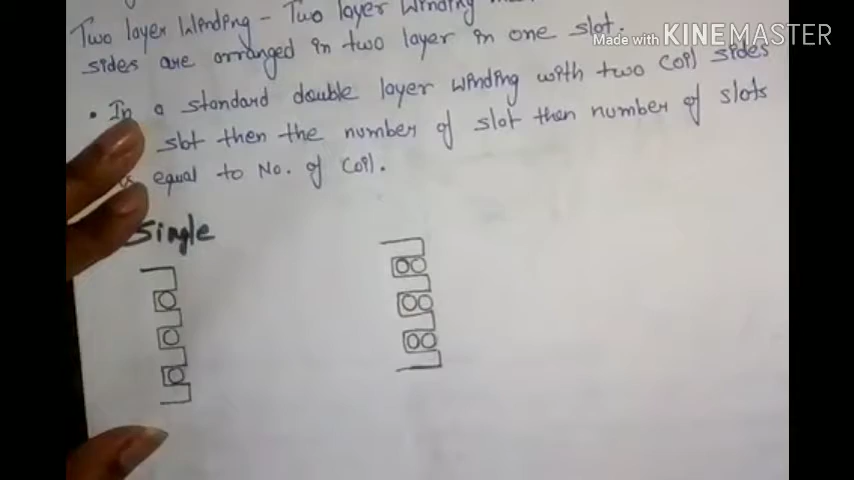 Two layer Winding - Two layer Winding
sides are arranged in two layer in one slot.
Made with KINEMASTER
• In a standard double layer winding with two coil sides
slot then the number of slot then number of slots
equal to No. of coil.
Single